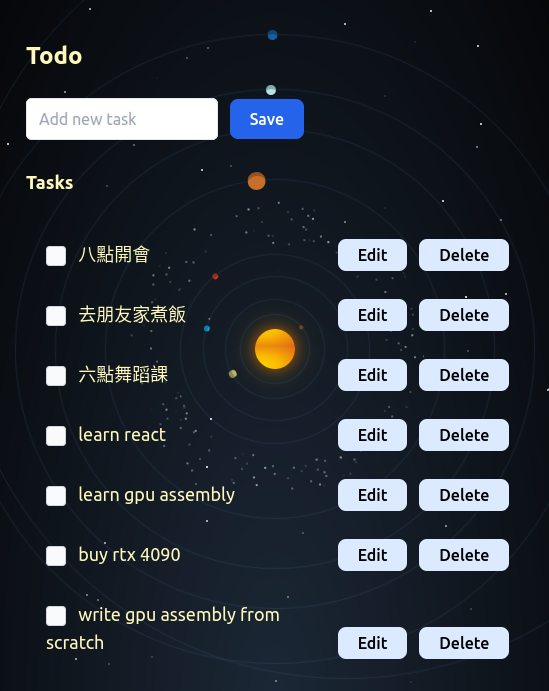 Todo
Add new task Save
Tasks
八點開會 Edit Delete
去朋友家煮飯 Edit Delete
六點舞蹈課 Edit Delete
learn react Edit Delete
learn gpu assembly Edit Delete
buy rtx 4090 Edit Delete
write gpu assembly from
scratch Edit Delete